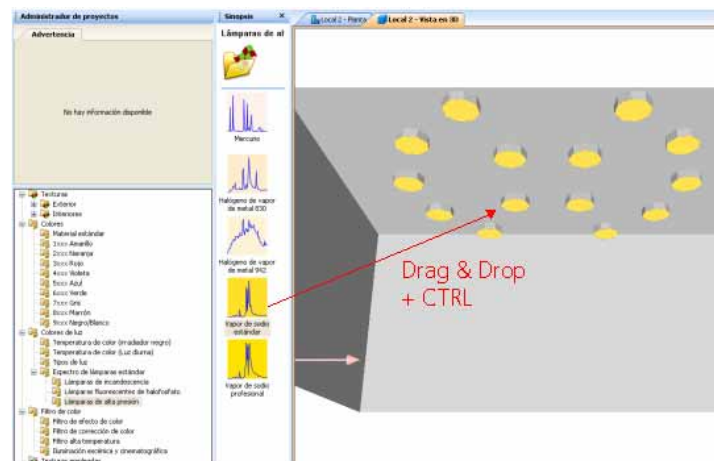 Administrador de proyectos
Advertencia
No hay información disponible
Texturas
Exterior
Interiores
Colores
Material estándar
1xxx Amarillo
2xxx Naranja
3xxx Rojo
4xxx Violeta
5xxx Azul
6xxx Verde
7xxx Gris
8xxx Marrón
9xxx Negro/Blanco
Colores de luz
Temperatura de color (irradiador negro)
Temperatura de color (Luz diurna)
Tipos de luz
Espectro de lámparas estándar
Lámparas de incandescencia
Lámparas fluorescentes de halofosfato
Lámparas de alta presión
Filtro de color
Filtro de efecto de color
Filtro de corrección de color
Filtro alta temperatura
Iluminación escénica y cinematográfica
Sinopsis ×
Lámparas de al
Mercurio
Halógeno de vapor
de metal 830
Halógeno de vapor
de metal 942
Vapor de sodio
estándar
Vapor de sodio
profesional
Local 2 - Planta
Local 2 - Vista en 3D
Drag & Drop
+ CTRL